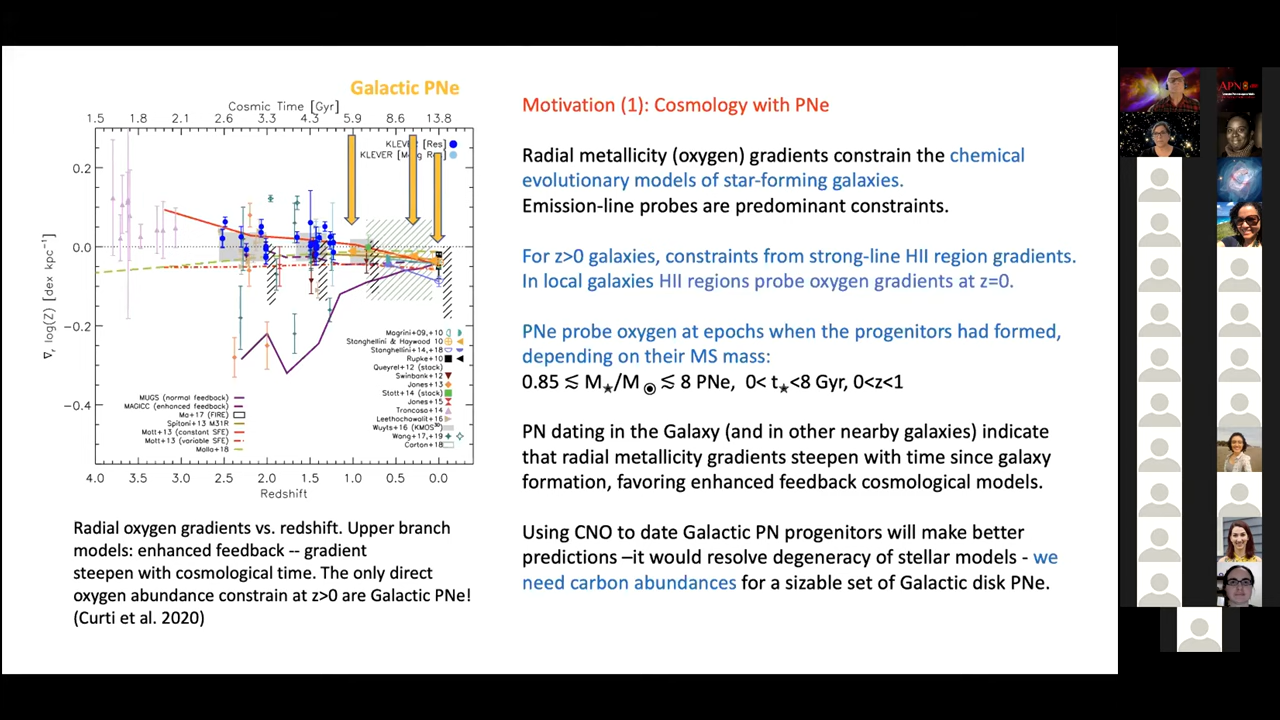 Galactic PNe
Cosmic Time [Gyr]
1.5 1.8 2.1 2.6 3.3 4.3 5.9 8.6 13.8
KLEVER [Res]
0.2
0.0
−0.2
−0.4
∇r log(Z) [dex kpc⁻¹]
Magrini+09,+10
Stanghellini & Haywood 10
Stanghellini+14,+18
Rupke+10
Queyrel+12 (stack)
Swinbank+12
Jones+13
Stott+14 (stack)
Jones+15
Troncoso+14
Leethochawalit+16
Wuyts+16 (KMOS³ᴰ)
Wang+17,+19
Carton+18
MUGS (normal feedback)
MAGICC (enhanced feedback)
Ma+17 (FIRE)
Spitoni+13 M31R
Mott+13 (constant SFE)
Mott+13 (variable SFE)
Molla+18
4.0 3.5 3.0 2.5 2.0 1.5 1.0 0.5 0.0
Redshift
Radial oxygen gradients vs. redshift. Upper branch
models: enhanced feedback -- gradient
steepen with cosmological time. The only direct
oxygen abundance constrain at z>0 are Galactic PNe!
(Curti et al. 2020)
Motivation (1): Cosmology with PNe
Radial metallicity (oxygen) gradients constrain the chemical
evolutionary models of star-forming galaxies.
Emission-line probes are predominant constraints.
For z>0 galaxies, constraints from strong-line HII region gradients.
In local galaxies HII regions probe oxygen gradients at z=0.
PNe probe oxygen at epochs when the progenitors had formed,
depending on their MS mass:
0.85 ≲ M★/M☉ ≲ 8 PNe, 0< t★<8 Gyr, 0<z<1
PN dating in the Galaxy (and in other nearby galaxies) indicate
that radial metallicity gradients steepen with time since galaxy
formation, favoring enhanced feedback cosmological models.
Using CNO to date Galactic PN progenitors will make better
predictions –it would resolve degeneracy of stellar models - we
need carbon abundances for a sizable set of Galactic disk PNe.